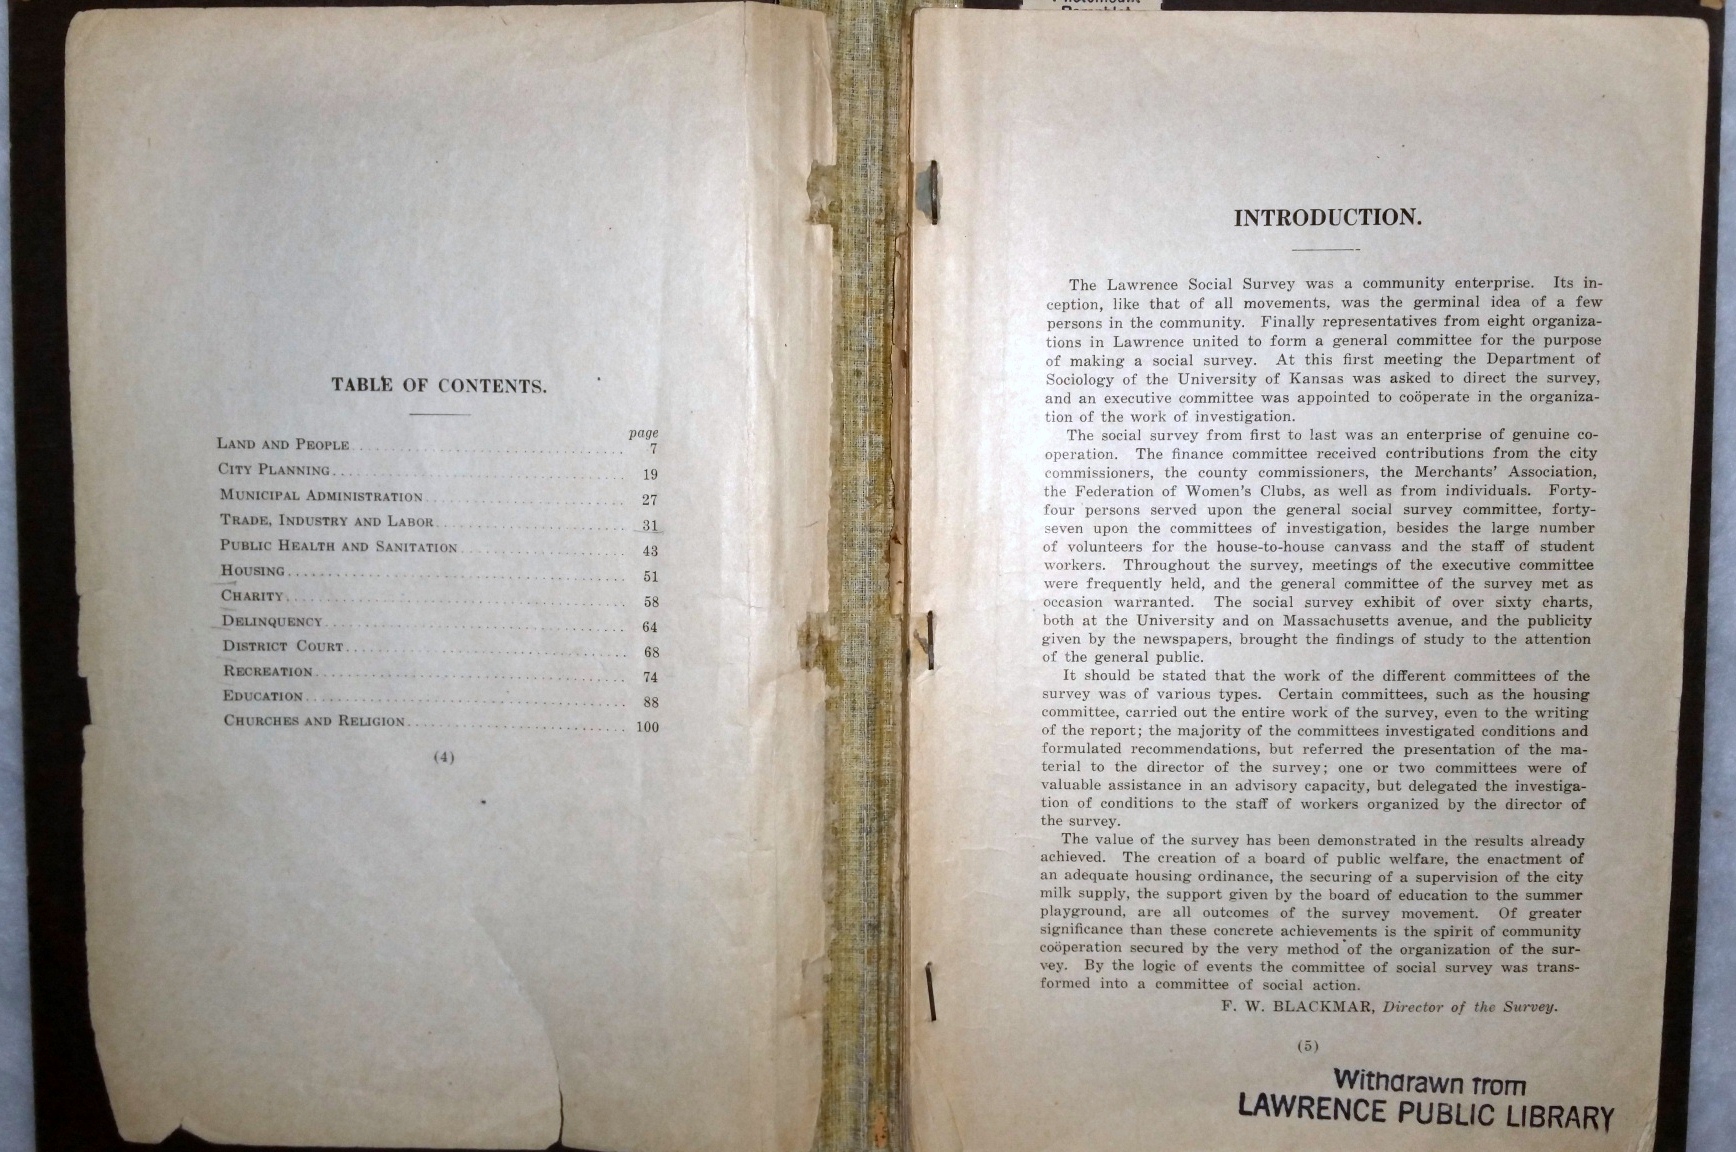 TABLE OF CONTENTS.
page
LAND AND PEOPLE 7
CITY PLANNING 19
MUNICIPAL ADMINISTRATION 27
TRADE, INDUSTRY AND LABOR 31
PUBLIC HEALTH AND SANITATION 43
HOUSING 51
CHARITY 58
DELINQUENCY 64
DISTRICT COURT 68
RECREATION 74
EDUCATION 88
CHURCHES AND RELIGION 100
(4)
INTRODUCTION.
The Lawrence Social Survey was a community enterprise. Its in-
ception, like that of all movements, was the germinal idea of a few
persons in the community. Finally representatives from eight organiza-
tions in Lawrence united to form a general committee for the purpose
of making a social survey. At this first meeting the Department of
Sociology of the University of Kansas was asked to direct the survey,
and an executive committee was appointed to coöperate in the organiza-
tion of the work of investigation.
The social survey from first to last was an enterprise of genuine co-
operation. The finance committee received contributions from the city
commissioners, the county commissioners, the Merchants' Association,
the Federation of Women's Clubs, as well as from individuals. Forty-
four persons served upon the general social survey committee, forty-
seven upon the committees of investigation, besides the large number
of volunteers for the house-to-house canvass and the staff of student
workers. Throughout the survey, meetings of the executive committee
were frequently held, and the general committee of the survey met as
occasion warranted. The social survey exhibit of over sixty charts,
both at the University and on Massachusetts avenue, and the publicity
given by the newspapers, brought the findings of study to the attention
of the general public.
It should be stated that the work of the different committees of the
survey was of various types. Certain committees, such as the housing
committee, carried out the entire work of the survey, even to the writing
of the report; the majority of the committees investigated conditions and
formulated recommendations, but referred the presentation of the ma-
terial to the director of the survey; one or two committees were of
valuable assistance in an advisory capacity, but delegated the investiga-
tion of conditions to the staff of workers organized by the director of
the survey.
The value of the survey has been demonstrated in the results already
achieved. The creation of a board of public welfare, the enactment of
an adequate housing ordinance, the securing of a supervision of the city
milk supply, the support given by the board of education to the summer
playground, are all outcomes of the survey movement. Of greater
significance than these concrete achievements is the spirit of community
coöperation secured by the very method of the organization of the sur-
vey. By the logic of events the committee of social survey was trans-
formed into a committee of social action.
F. W. BLACKMAR, Director of the Survey.
(5)
Withdrawn from
LAWRENCE PUBLIC LIBRARY